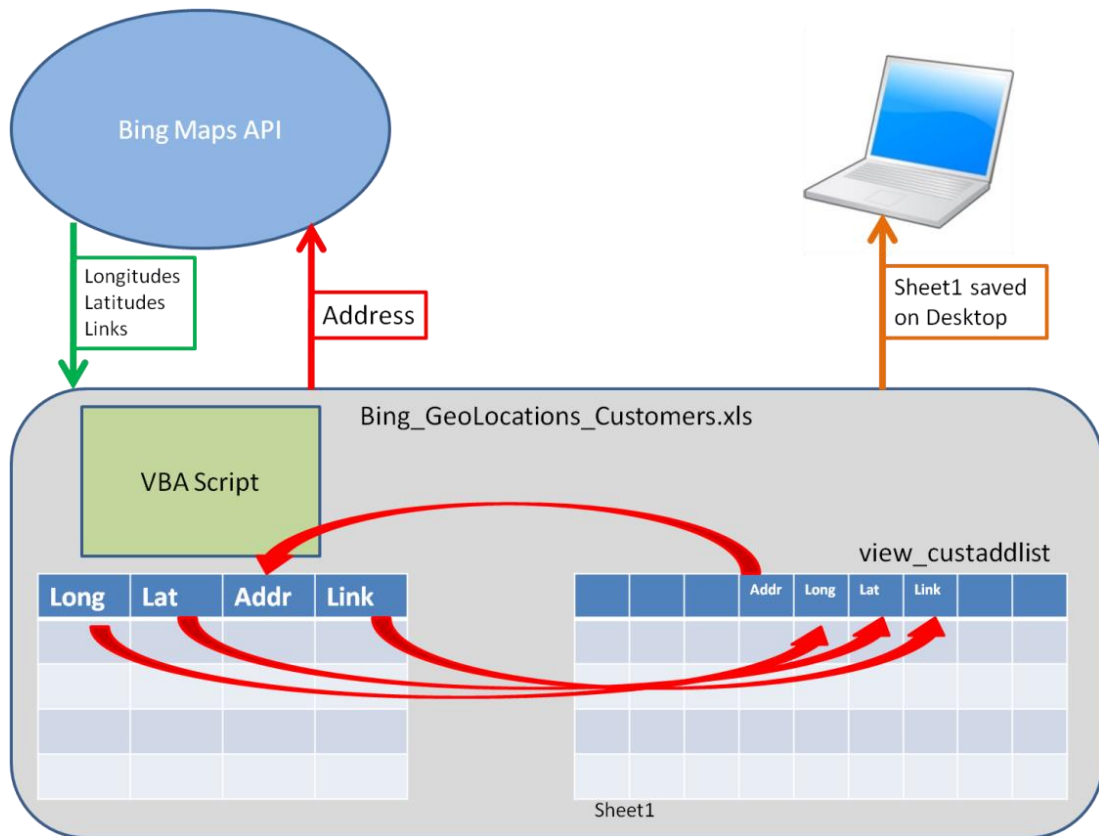 Bing Maps API
Longitudes
Latitudes
Links
Address
Sheet1 saved
on Desktop
Bing_GeoLocations_Customers.xls
VBA Script
view_custaddlist
Long Lat Addr Link
Addr Long Lat Link
Sheet1